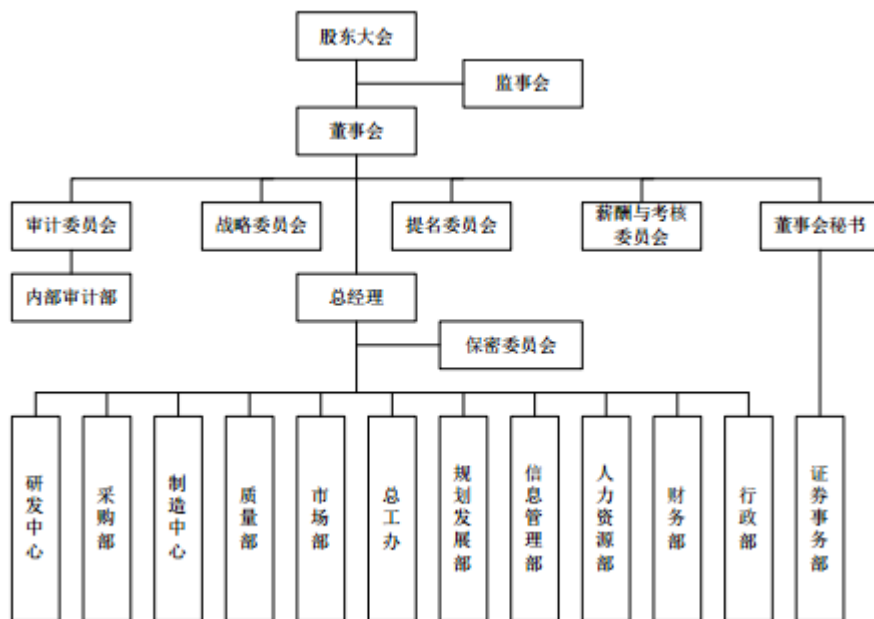 股东大会
监事会
董事会
审计委员会
战略委员会
提名委员会
薪酬与考核
委员会
董事会秘书
内部审计部
总经理
保密委员会
研发中心
采购部
制造中心
质量部
市场部
总工办
规划发展部
信息管理部
人力资源部
财务部
行政部
证券事务部